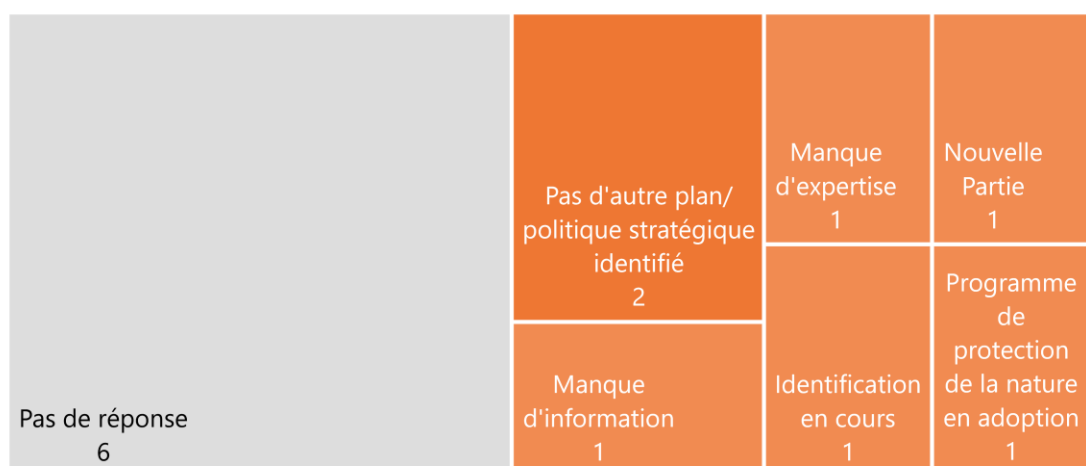 Pas de réponse
6
Pas d'autre plan/
politique stratégique
identifié
2
Manque
d'information
1
Manque
d'expertise
1
Nouvelle
Partie
1
Identification
en cours
1
Programme
de
protection
de la nature
en adoption
1